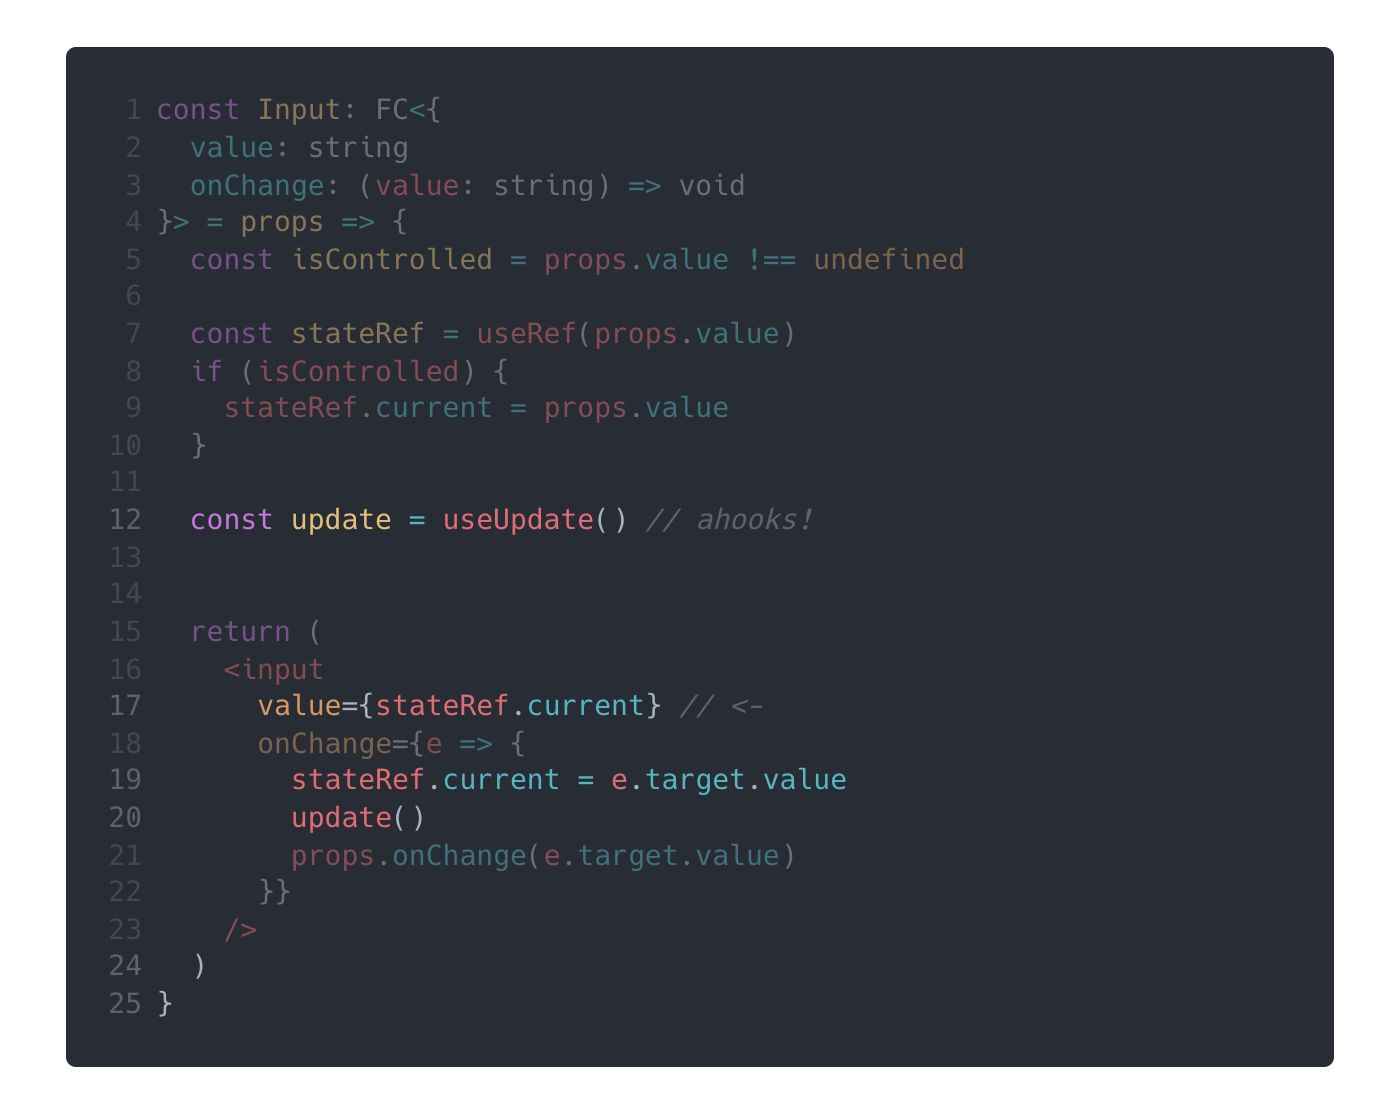 1 const Input: FC<{
2   value: string
3   onChange: (value: string) => void
4 }> = props => {
5   const isControlled = props.value !== undefined
6
7   const stateRef = useRef(props.value)
8   if (isControlled) {
9     stateRef.current = props.value
10   }
11
12   const update = useUpdate() // ahooks!
13
14
15   return (
16     <input
17       value={stateRef.current} // <-
18       onChange={e => {
19         stateRef.current = e.target.value
20         update()
21         props.onChange(e.target.value)
22       }}
23     />
24   )
25 }